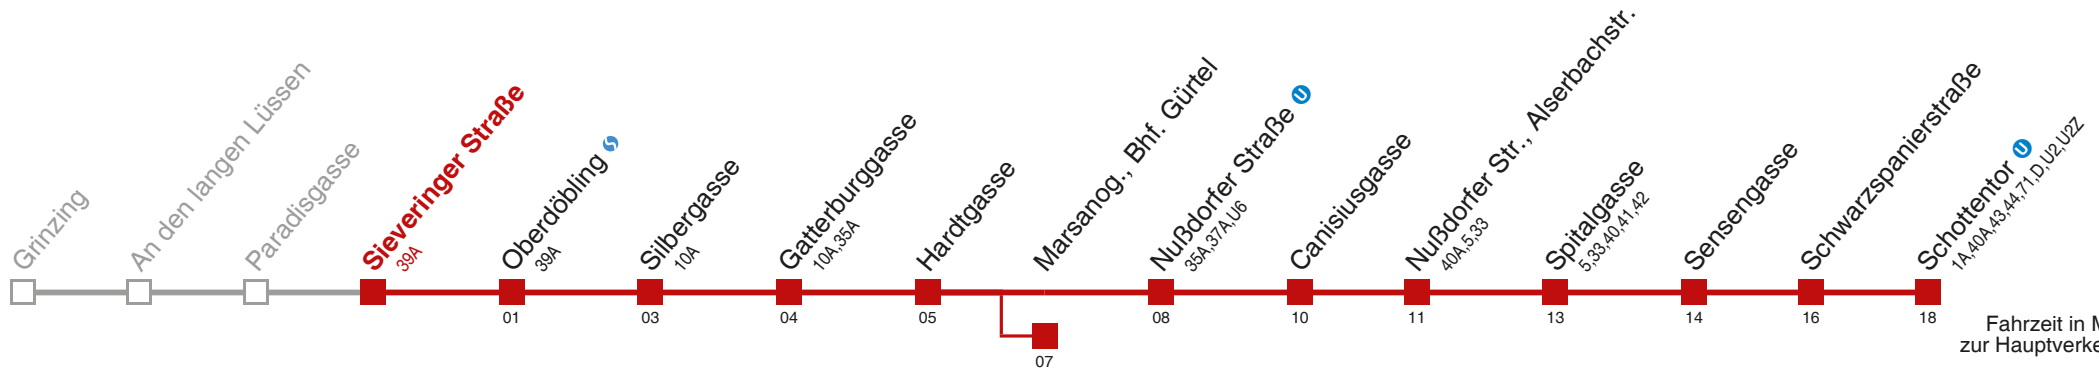 Grinzing
An den langen Lüssen
Paradisgasse
Sieveringer Straße
39A
Oberdöbling S
39A
01
Silbergasse
10A
03
Gatterburggasse
10A,35A
04
Hardtgasse
05
Marsanog., Bhf. Gürtel
07
Nußdorfer Straße U
35A,37A,U6
08
Canisiusgasse
10
Nußdorfer Str., Alserbachstr.
40A,5,33
11
Spitalgasse
5,33,40,41,42
13
Sensengasse
14
Schwarzspanierstraße
16
Schottentor U
1A,40A,43,44,71,D,U2,U2Z
18
Fahrzeit in M
zur Hauptverke